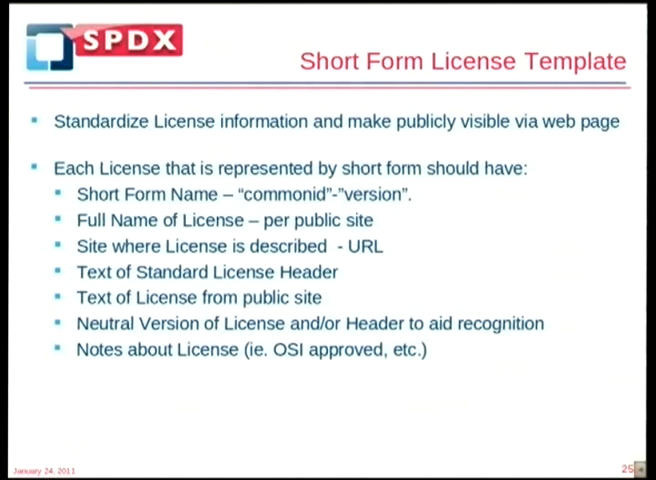 SPDX
Short Form License Template
Standardize License information and make publicly visible via web page
Each License that is represented by short form should have:
Short Form Name – “commonid”-”version”.
Full Name of License – per public site
Site where License is described - URL
Text of Standard License Header
Text of License from public site
Neutral Version of License and/or Header to aid recognition
Notes about License (ie. OSI approved, etc.)
January 24, 2011
25